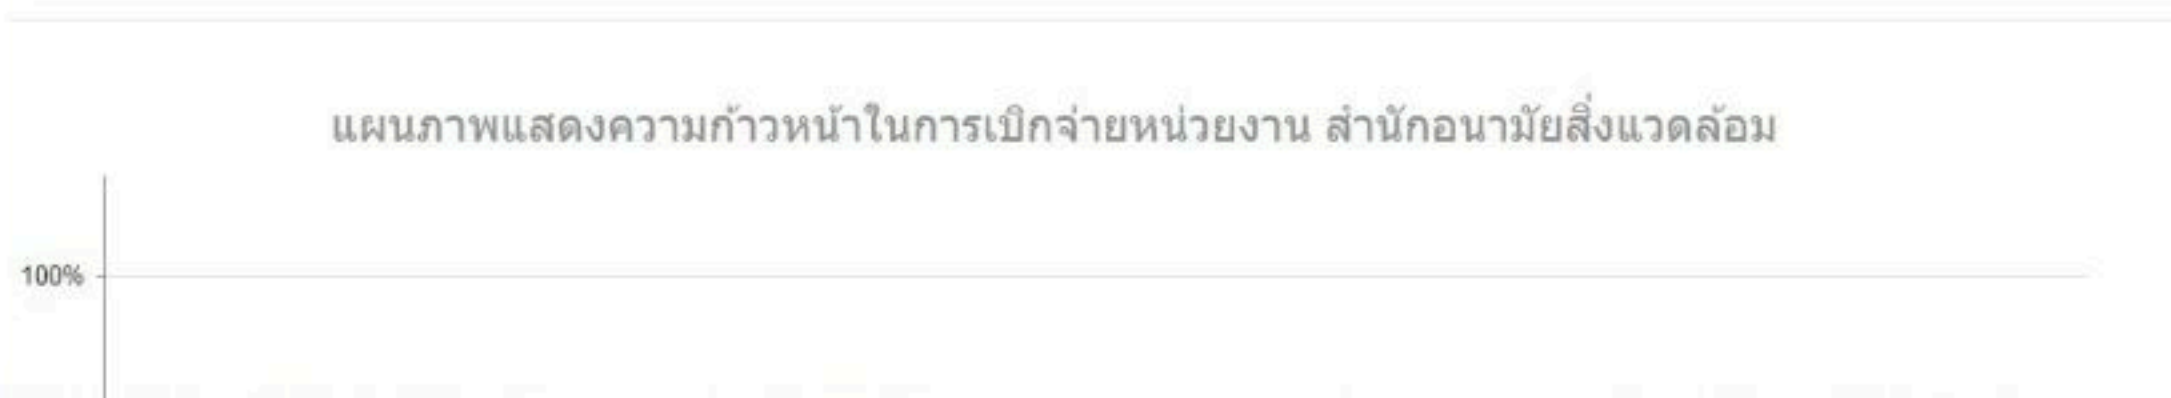 แผนภาพแสดงความก้าวหน้าในการเบิกจ่ายหน่วยงาน สำนักอนามัยสิ่งแวดล้อม
100%